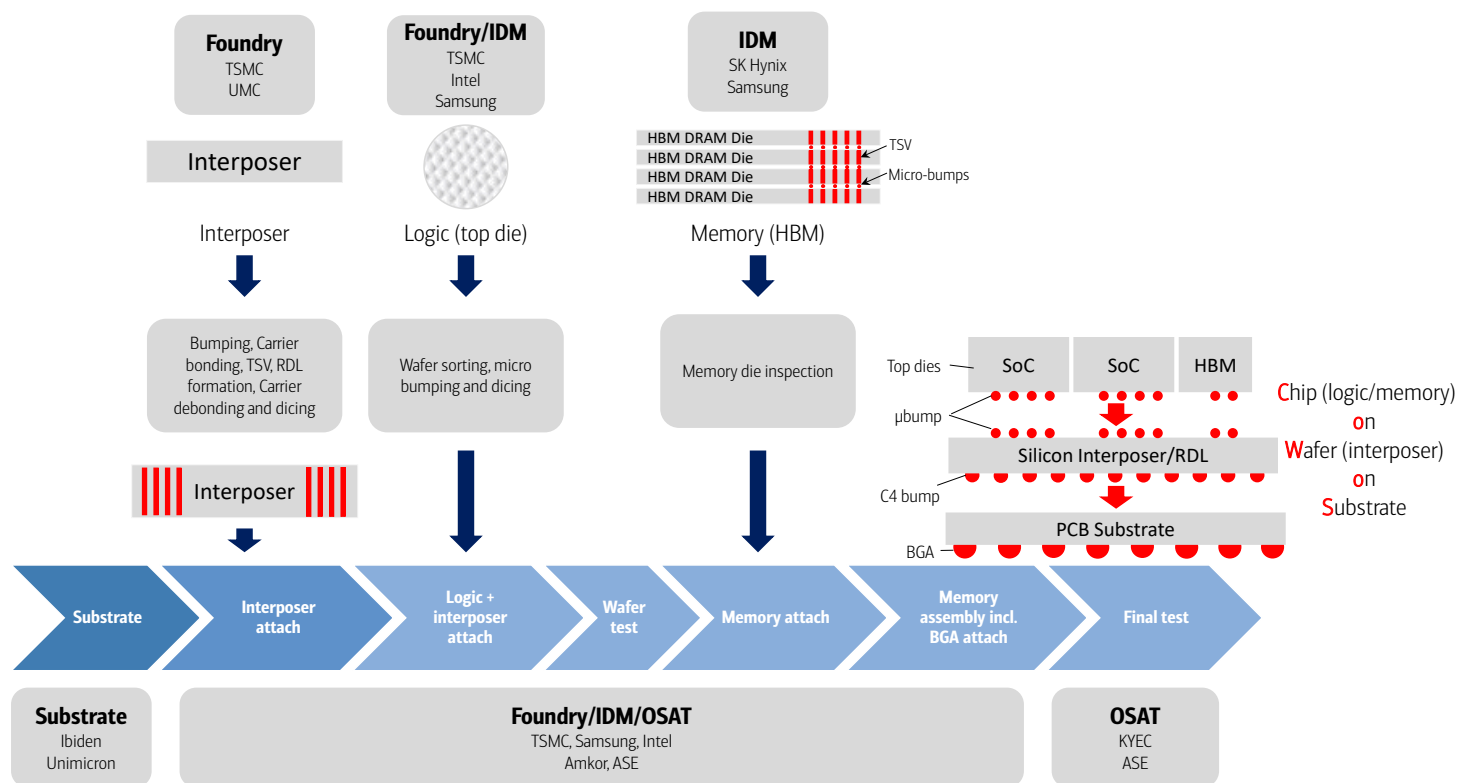 Foundry
TSMC
UMC
Foundry/IDM
TSMC
Intel
Samsung
IDM
SK Hynix
Samsung
Interposer
HBM DRAM Die
HBM DRAM Die
HBM DRAM Die
HBM DRAM Die
TSV
Micro-bumps
Interposer
Logic (top die)
Memory (HBM)
Bumping, Carrier
bonding, TSV, RDL
formation, Carrier
debonding and dicing
Wafer sorting, micro
bumping and dicing
Memory die inspection
Interposer
Top dies
SoC
SoC
HBM
µbump
Silicon Interposer/RDL
C4 bump
PCB Substrate
BGA
Chip (logic/memory)
on
Wafer (interposer)
on
Substrate
Substrate
Interposer
attach
Logic +
interposer
attach
Wafer
test
Memory attach
Memory
assembly incl.
BGA attach
Final test
Substrate
Ibiden
Unimicron
Foundry/IDM/OSAT
TSMC, Samsung, Intel
Amkor, ASE
OSAT
KYEC
ASE